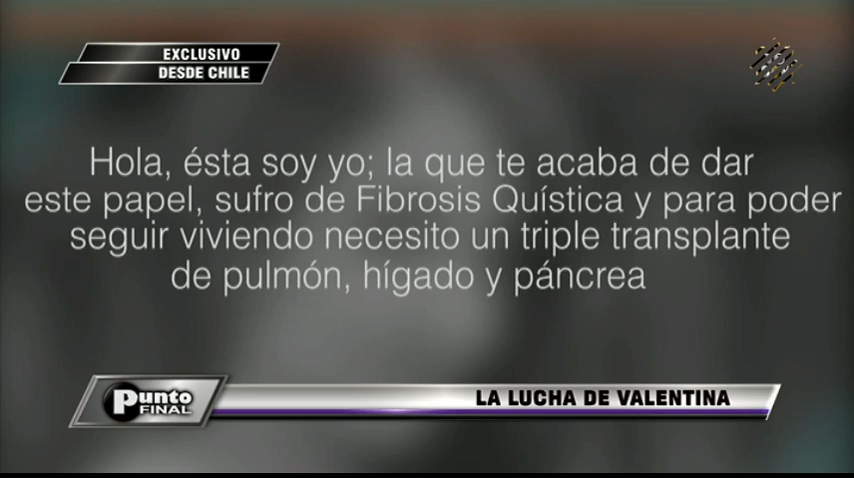 EXCLUSIVO
DESDE CHILE
Hola, ésta soy yo; la que te acaba de dar
este papel, sufro de Fibrosis Quística y para poder
seguir viviendo necesito un triple transplante
de pulmón, hígado y páncrea
Punto
FINAL
LA LUCHA DE VALENTINA